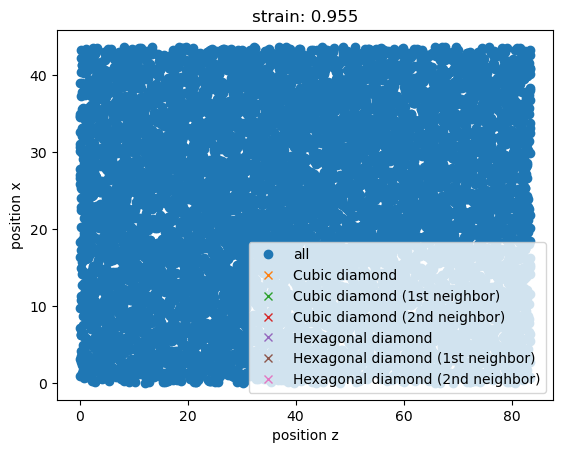 strain: 0.955
position x
40
30
20
10
0
all
Cubic diamond
Cubic diamond (1st neighbor)
Cubic diamond (2nd neighbor)
Hexagonal diamond
Hexagonal diamond (1st neighbor)
Hexagonal diamond (2nd neighbor)
0 20 40 60 80
position z